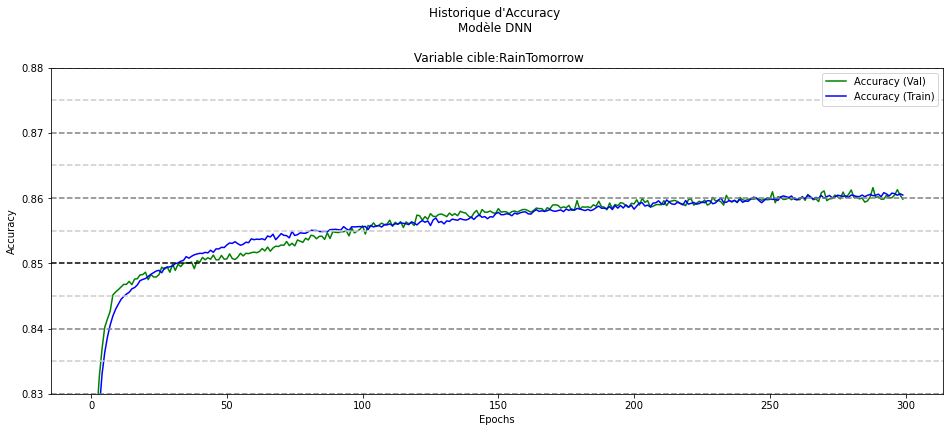 Historique d'Accuracy
Modèle DNN
Variable cible:RainTomorrow
Accuracy (Val)
Accuracy (Train)
0.88
0.87
0.86
0.85
0.84
0.83
Accuracy
0
50
100
150
200
250
300
Epochs